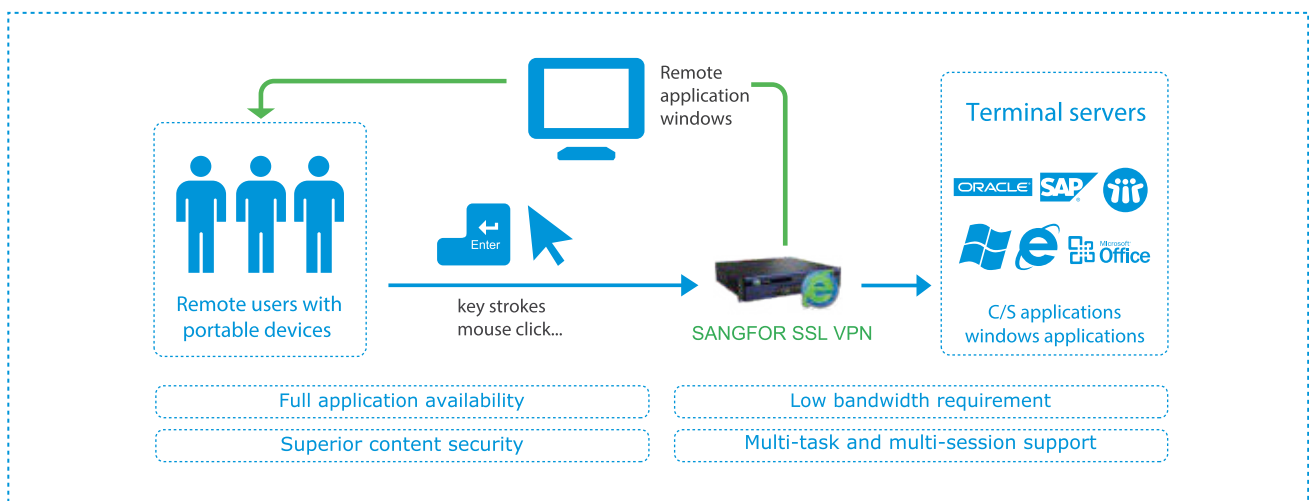 Remote
application
windows
Terminal servers
ORACLE
SAP
Enter
Microsoft
Office
Remote users with
portable devices
key strokes
mouse click...
SANGFOR SSL VPN
C/S applications
windows applications
Full application availability
Low bandwidth requirement
Superior content security
Multi-task and multi-session support